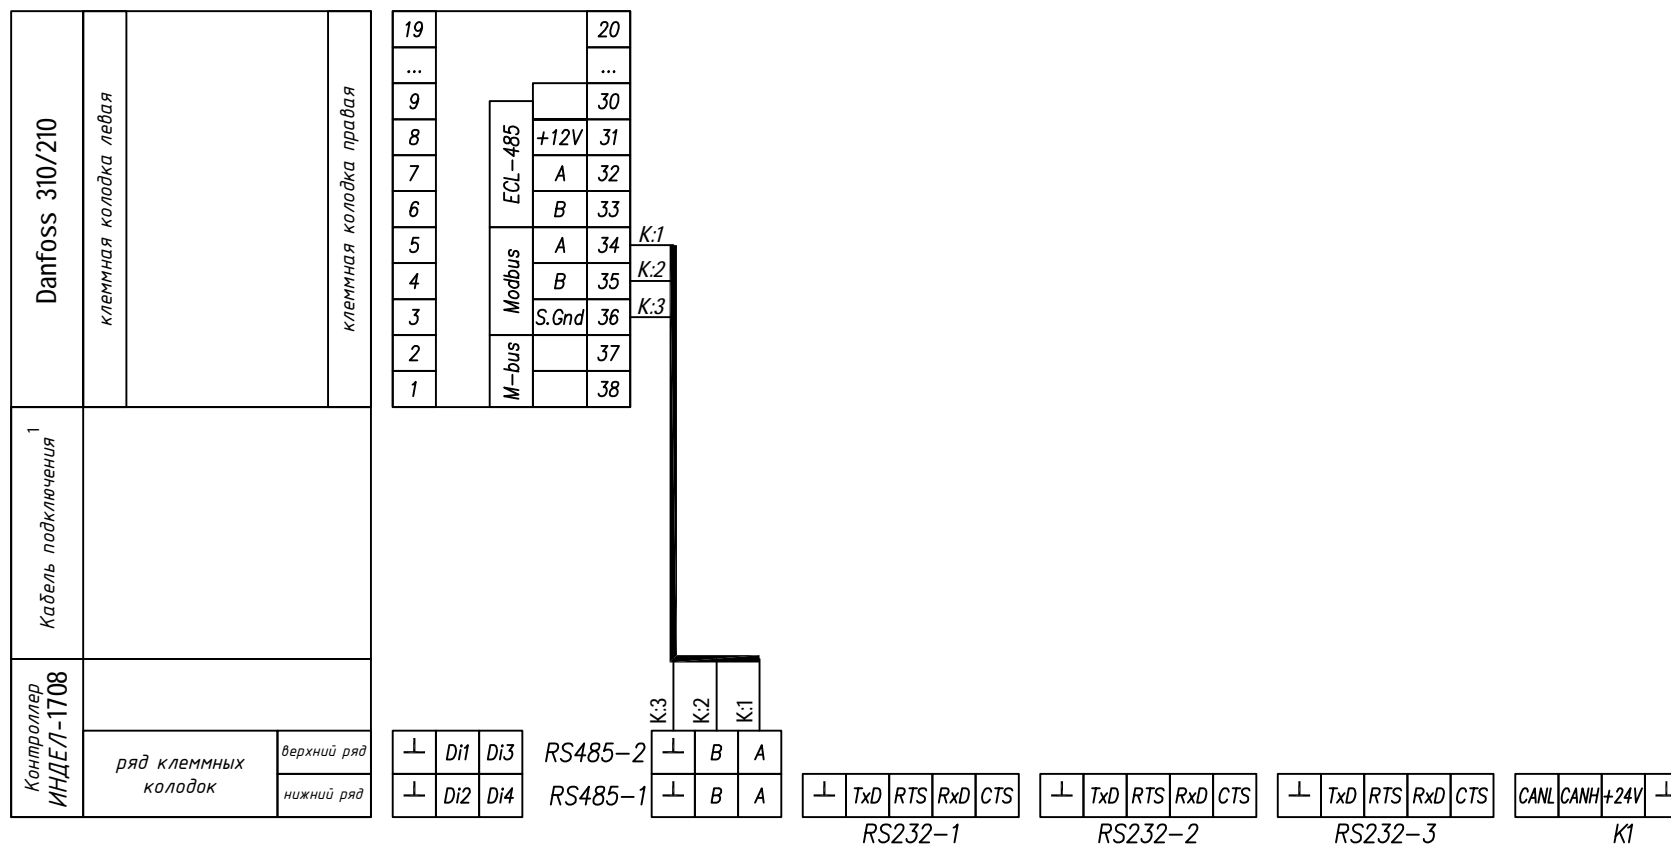 Danfoss 310/210
клеммная колодка левая
клеммная колодка правая
19 20
... ...
9 30
8 +12V 31
7 A 32
6 B 33
5 A 34
4 B 35
3 S.Gnd 36
2 37
1 38
ECL-485
Modbus
M-bus
K:1
K:2
K:3
Кабель подключения 1
K:3 K:2 K:1
Контроллер
ИНДЕЛ-1708
ряд клеммных
колодок
верхний ряд
нижний ряд
⊥ Di1 Di3 RS485-2 ⊥ B A
⊥ Di2 Di4 RS485-1 ⊥ B A
⊥ TxD RTS RxD CTS
RS232-1
⊥ TxD RTS RxD CTS
RS232-2
⊥ TxD RTS RxD CTS
RS232-3
CANL CANH +24V ⊥
K1